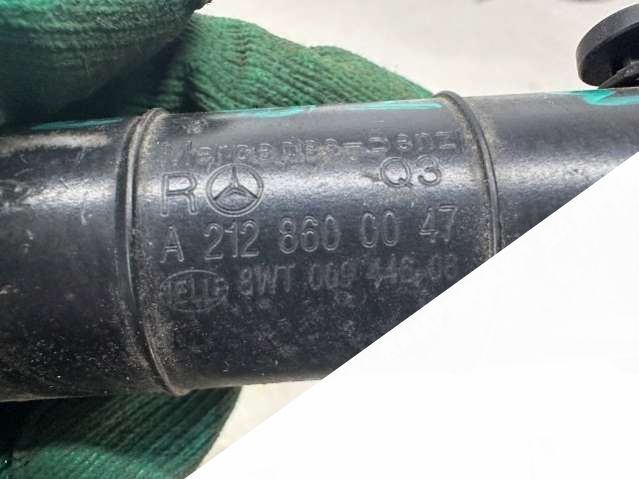 Mercedes-Benz
R Q3
A 212 860 00 47
HELLA 8WT 009 446-08